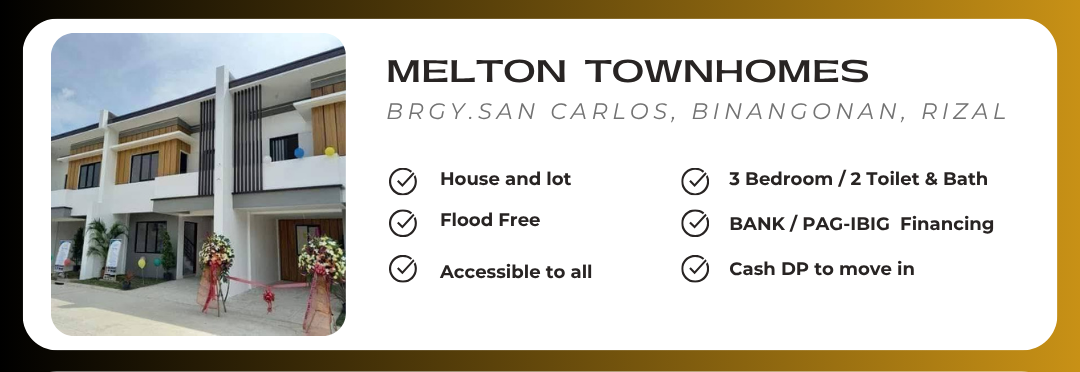 MELTON TOWNHOMES
BRGY.SAN CARLOS, BINANGONAN, RIZAL
House and lot
Flood Free
Accessible to all
3 Bedroom / 2 Toilet & Bath
BANK / PAG-IBIG Financing
Cash DP to move in